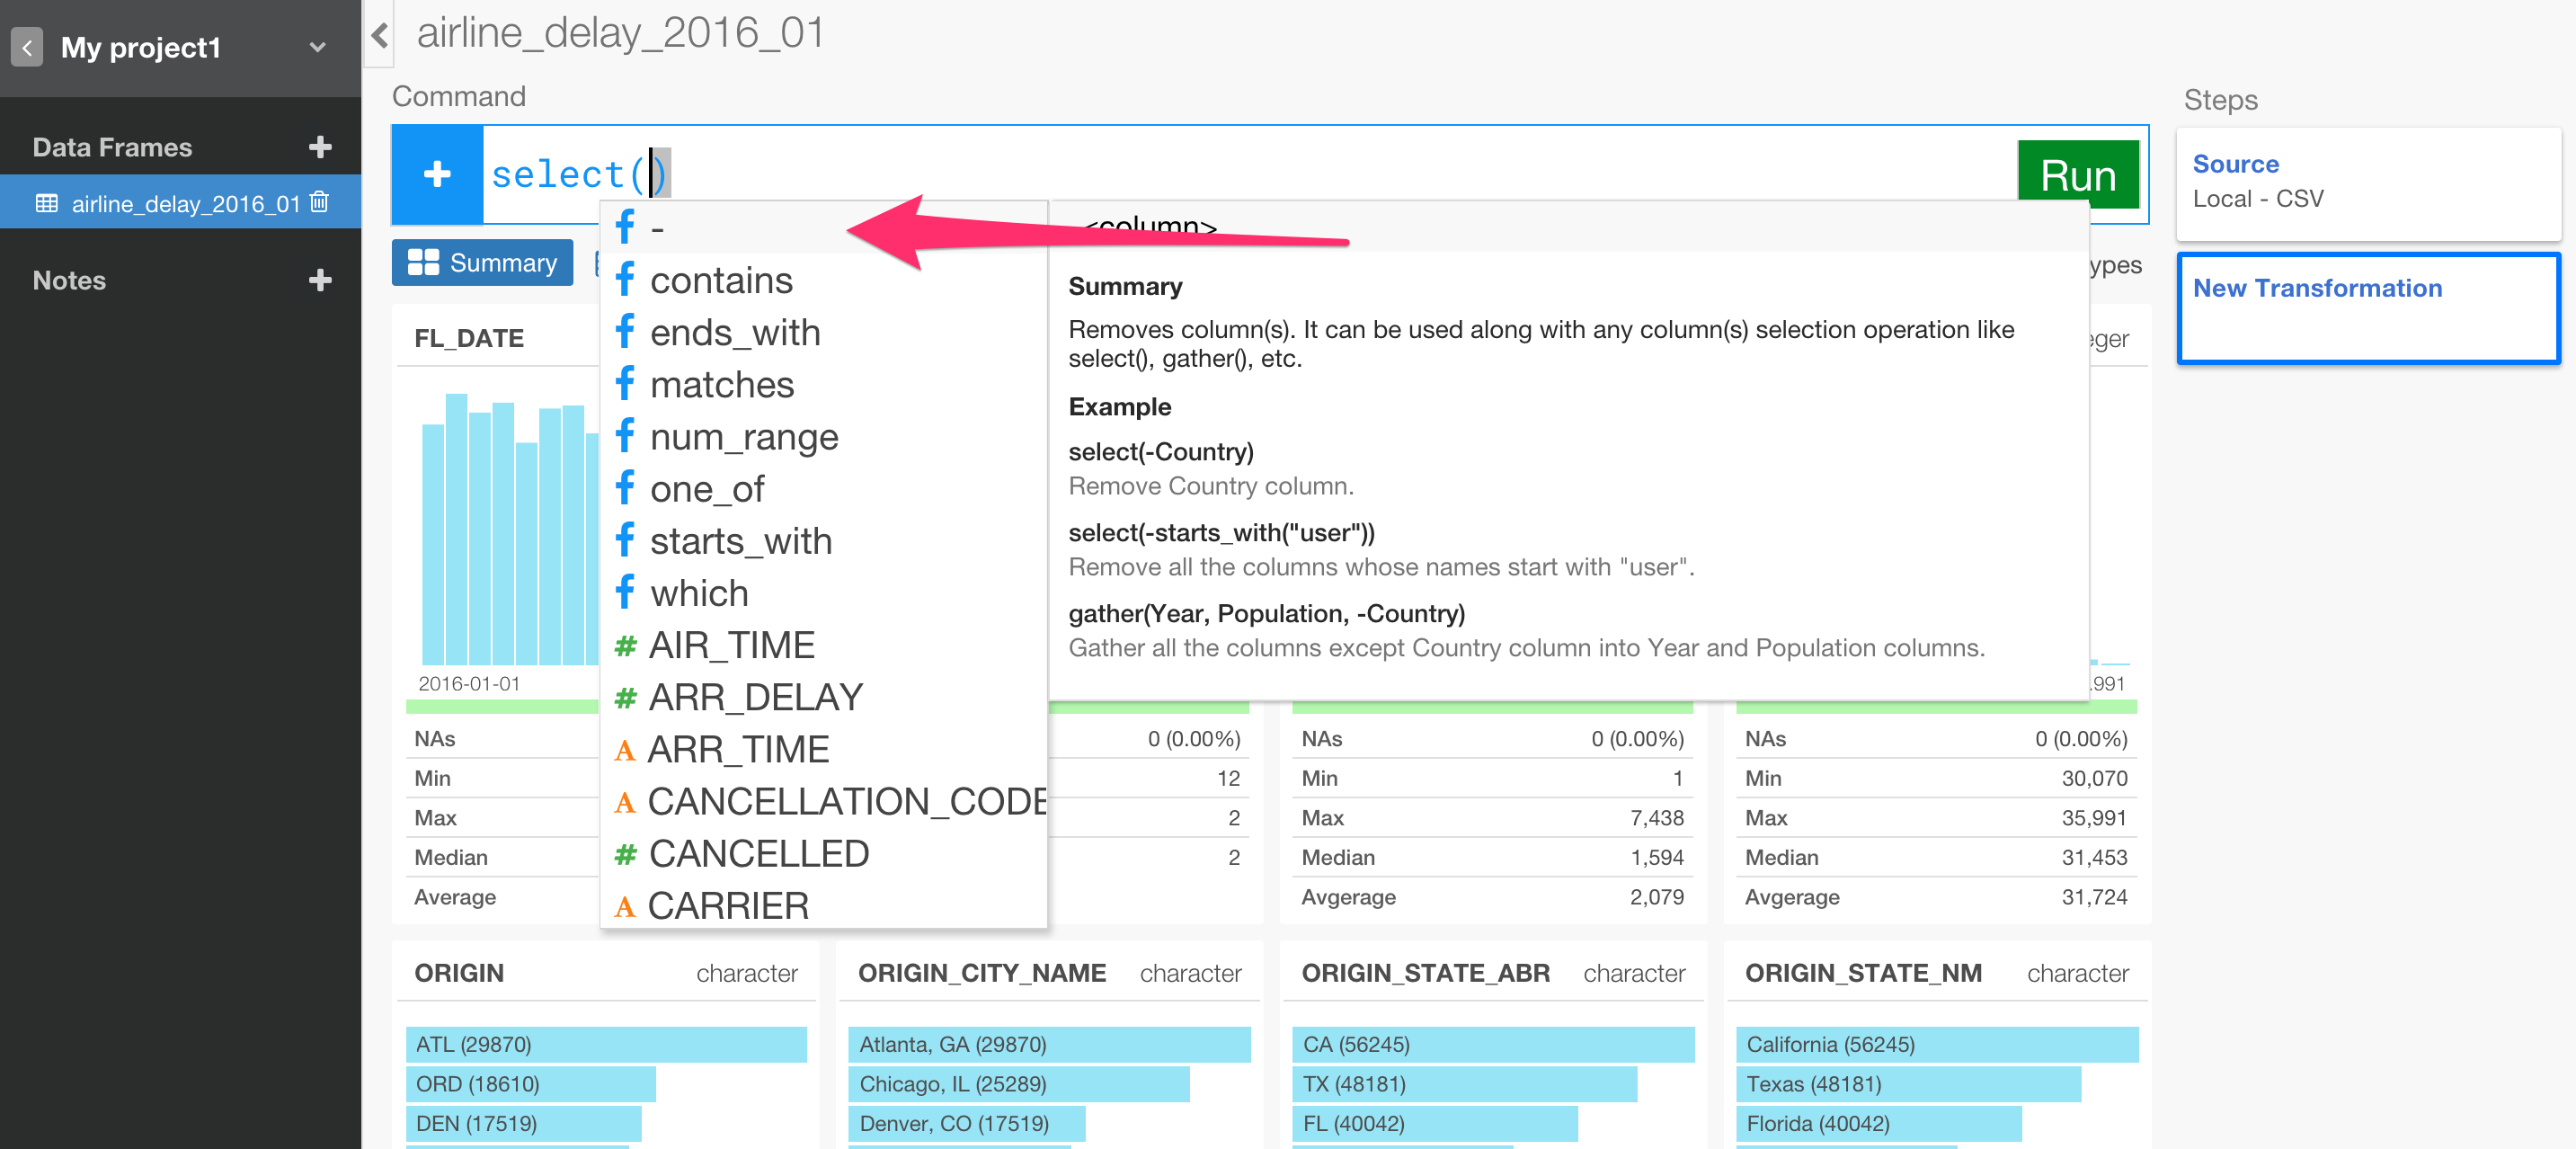 My project1
Data Frames
airline_delay_2016_01
Notes
airline_delay_2016_01
Command
select()
Run
Summary
-
contains
ends_with
matches
num_range
one_of
starts_with
which
# AIR_TIME
# ARR_DELAY
A ARR_TIME
A CANCELLATION_CODE
# CANCELLED
A CARRIER
-<column>
Summary
Removes column(s). It can be used along with any column(s) selection operation like
select(), gather(), etc.
Example
select(-Country)
Remove Country column.
select(-starts_with("user"))
Remove all the columns whose names start with "user".
gather(Year, Population, -Country)
Gather all the columns except Country column into Year and Population columns.
ypes
eger
.991
Steps
Source
Local - CSV
New Transformation
FL_DATE
2016-01-01
NAs
Min
Max
Median
Average
0 (0.00%)
12
2
2
NAs 0 (0.00%)
Min 1
Max 7,438
Median 1,594
Avgerage 2,079
NAs 0 (0.00%)
Min 30,070
Max 35,991
Median 31,453
Avgerage 31,724
ORIGIN character
ATL (29870)
ORD (18610)
DEN (17519)
ORIGIN_CITY_NAME character
Atlanta, GA (29870)
Chicago, IL (25289)
Denver, CO (17519)
ORIGIN_STATE_ABR character
CA (56245)
TX (48181)
FL (40042)
ORIGIN_STATE_NM character
California (56245)
Texas (48181)
Florida (40042)